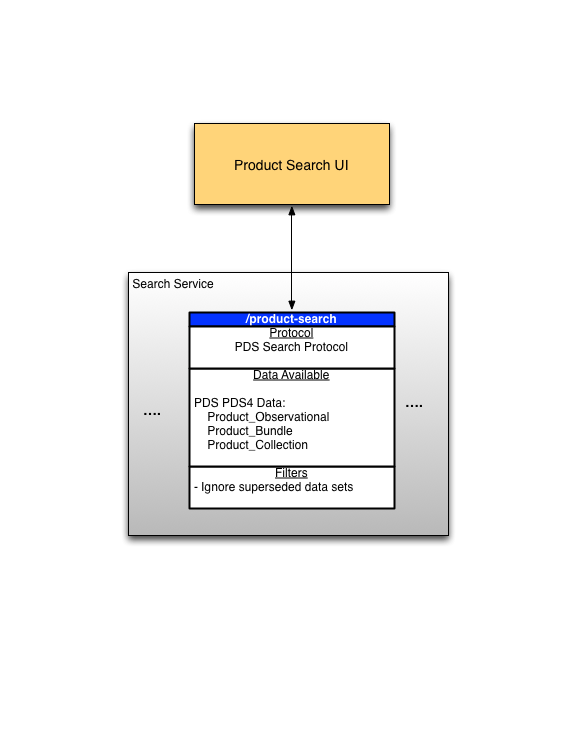 Product Search UI
Search Service
/product-search
Protocol
PDS Search Protocol
Data Available
PDS PDS4 Data:
Product_Observational
Product_Bundle
Product_Collection
....
....
Filters
- Ignore superseded data sets